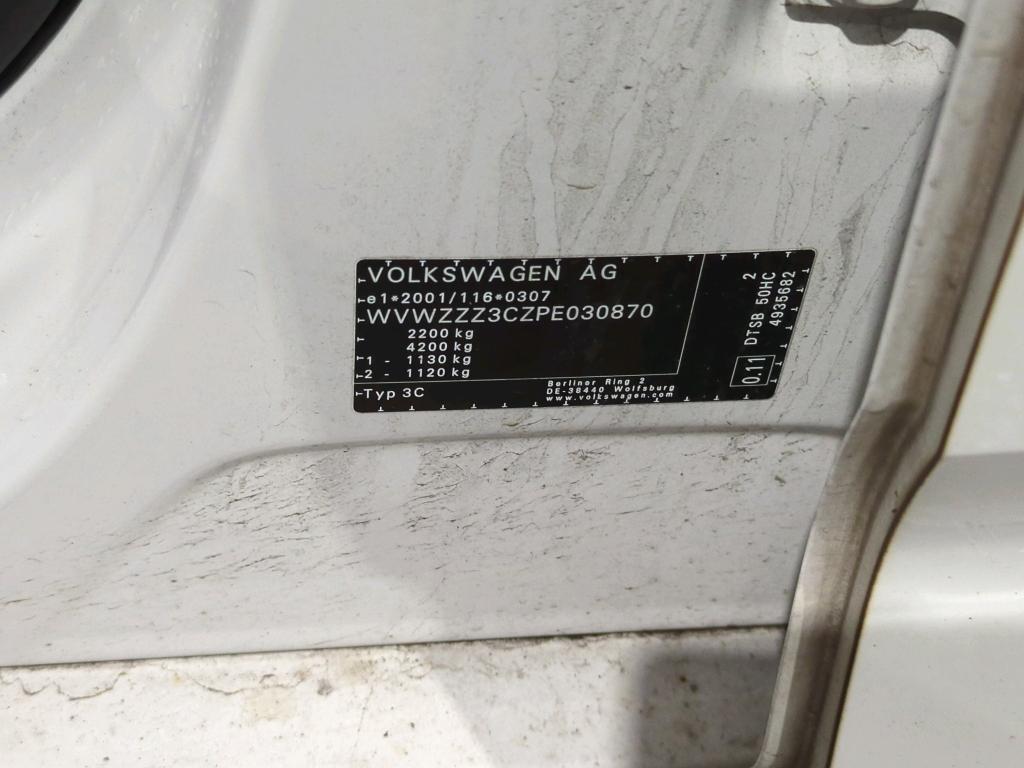 VOLKSWAGEN AG
e1*2001/116*0307
WVWZZZ3CZPE030870
2200 kg
4200 kg
1 - 1130 kg
2 - 1120 kg
Typ 3C
Berliner Ring 2
DE-38440 Wolfsburg
www.volkswagen.com
2
DTSB 50HC
4935682
0.11